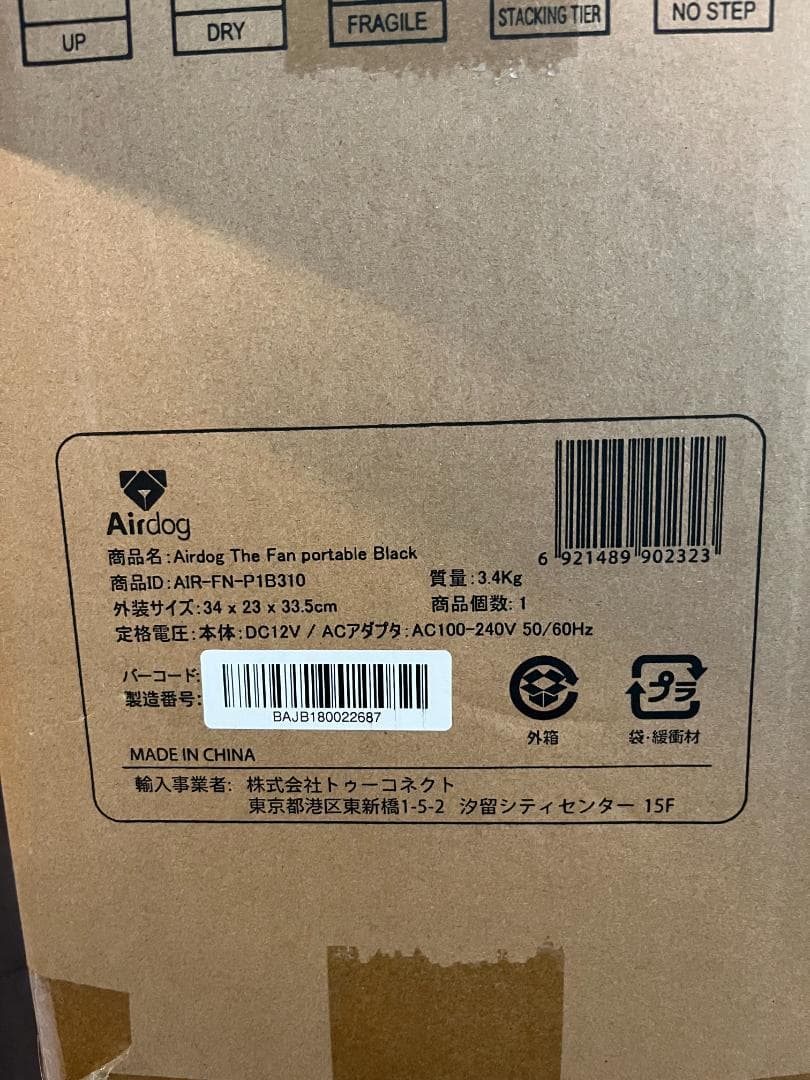 UP
DRY
FRAGILE
STACKING TIER
NO STEP
Airdog
6 921489 902323
商品名:Airdog The Fan portable Black
商品ID:AIR-FN-P1B310
質量:3.4Kg
外装サイズ:34 x 23 x 33.5cm
商品個数:1
定格電圧:本体:DC12V / ACアダプタ:AC100-240V 50/60Hz
バーコード:
製造番号:
BAJB180022687
外箱
プラ
袋・緩衝材
MADE IN CHINA
輸入事業者: 株式会社トゥーコネクト
東京都港区東新橋1-5-2 汐留シティセンター 15F